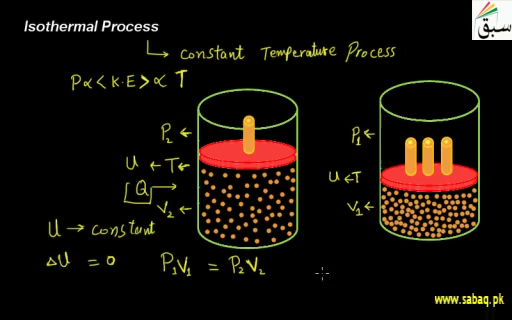 Isothermal Process
سبق
↳ Constant Temperature Process
P ∝ < K.E > ∝ T
P₂ ←
U ← T ←
Q →
V₂ ←
P₁ ←
U ← T
V₁ ←
U → constant
ΔU = 0
P₁V₁ = P₂V₂
www.sabaq.pk